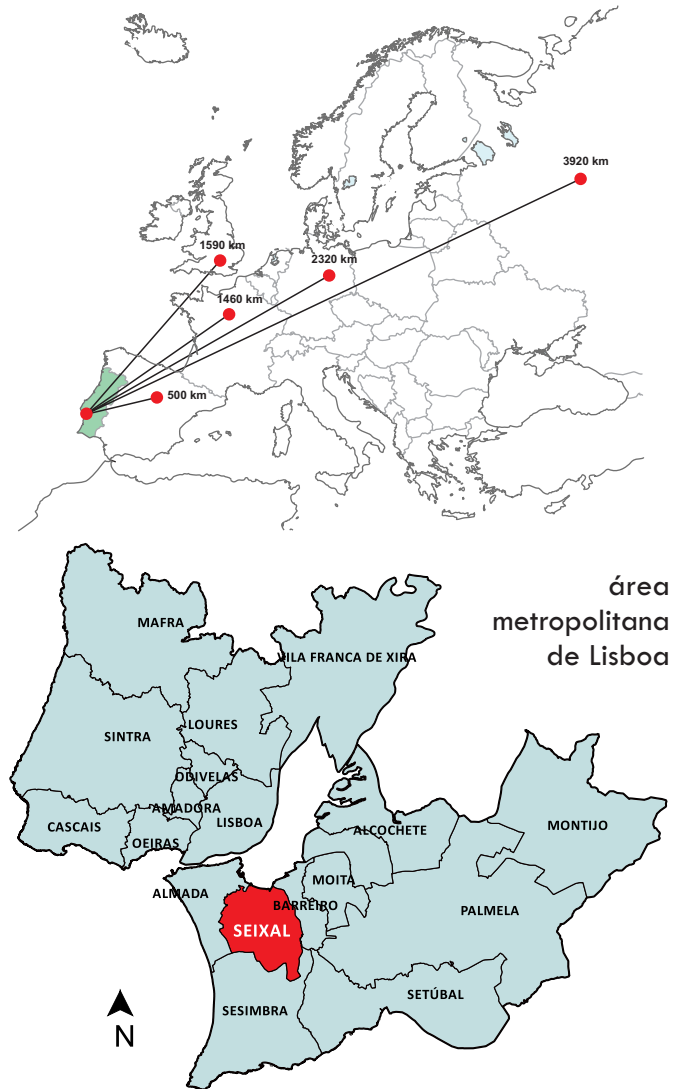 3920 km
1590 km
2320 km
1460 km
500 km
área
metropolitana
de Lisboa
MAFRA
VILA FRANCA DE XIRA
LOURES
SINTRA
ODIVELAS
AMADORA
LISBOA
CASCAIS
OEIRAS
ALCOCHETE
MONTIJO
MOITA
ALMADA
BARREIRO
PALMELA
SEIXAL
SETÚBAL
SESIMBRA
N